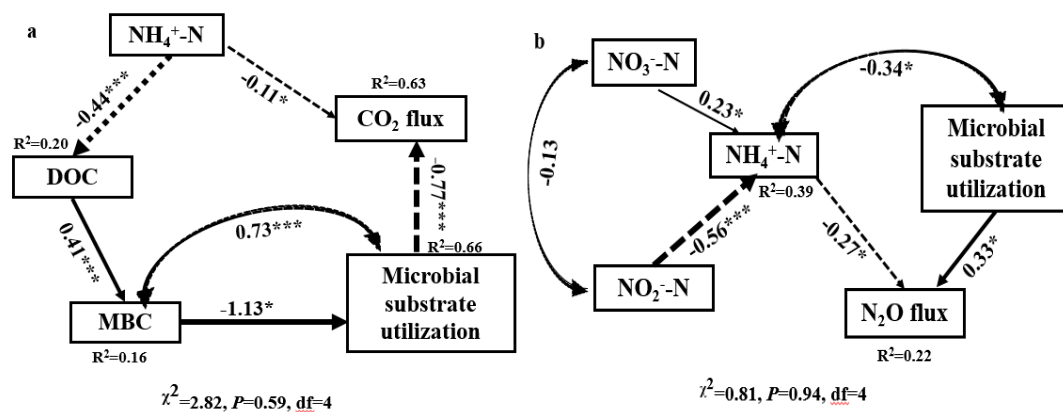 a
NH₄⁺-N
-0.44***
-0.11*
R²=0.63
CO₂ flux
R²=0.20
DOC
-0.77****
0.41***
0.73***
R²=0.66
Microbial
substrate
utilization
MBC
-1.13*
R²=0.16
χ²=2.82, P=0.59, df=4
b
NO₃⁻-N
-0.34*
0.23*
-0.13
NH₄⁺-N
R²=0.39
Microbial
substrate
utilization
-0.56***
-0.27*
0.33*
NO₂⁻-N
N₂O flux
R²=0.22
χ²=0.81, P=0.94, df=4